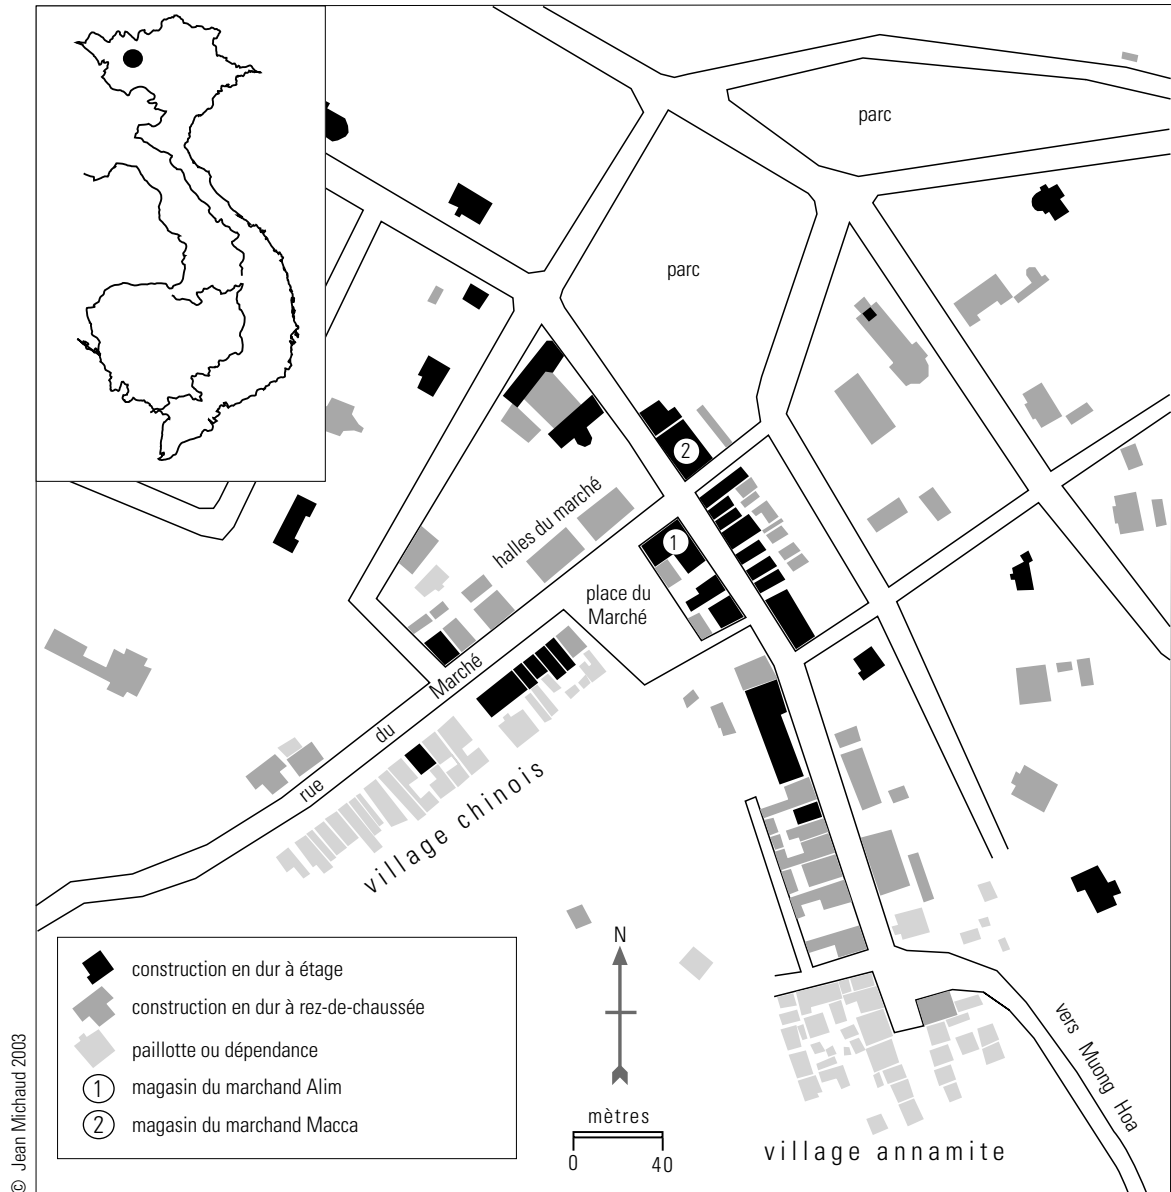 parc
parc
2
halles du marché
1
place du
Marché
rue du Marché
village chinois
N
construction en dur à étage
construction en dur à rez-de-chaussée
paillotte ou dépendance
1 magasin du marchand Alim
2 magasin du marchand Macca
mètres
0 40
vers Muong Hoa
village annamite
© Jean Michaud 2003